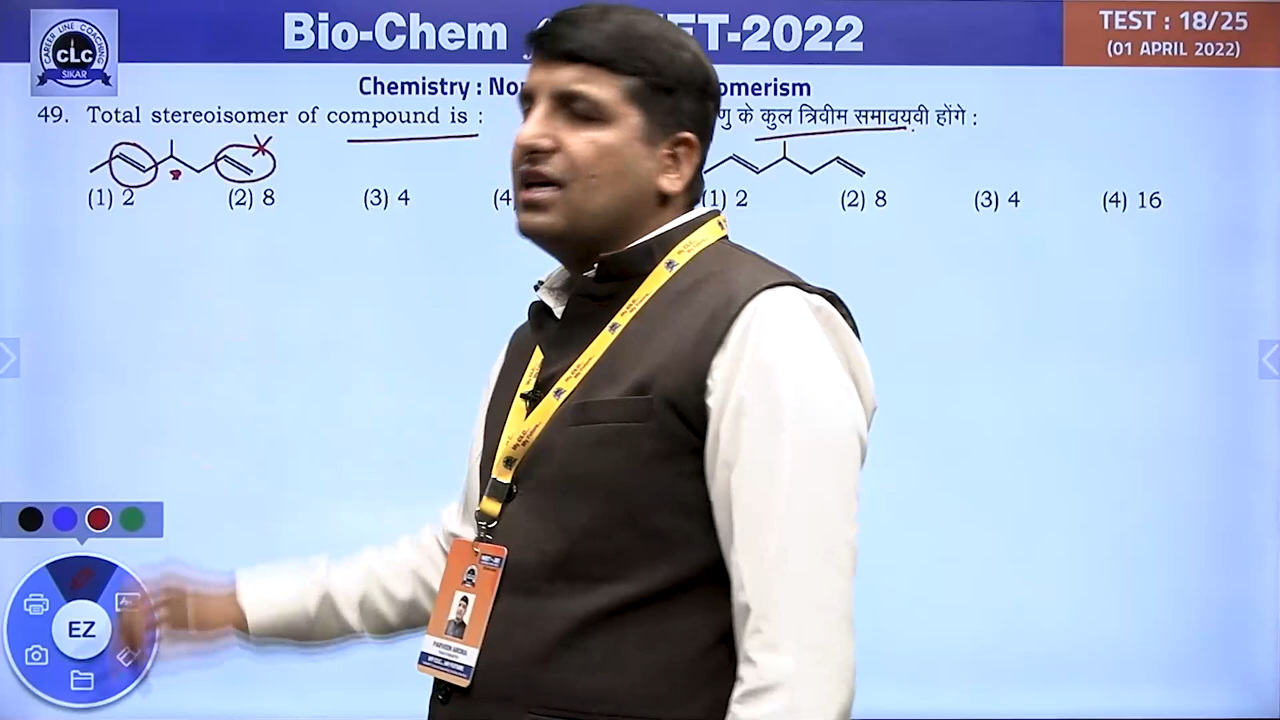 CAREER LINE COACHING
CLC
SIKAR
Bio-Chem ET-2022
TEST : 18/25
(01 APRIL 2022)
Chemistry : omerism
49. Total stereoisomer of compound is :
के कुल त्रिवीम समावयवी होंगे :
(1) 2 (2) 8 (3) 4 (4
(1) 2 (2) 8 (3) 4 (4) 16
EZ